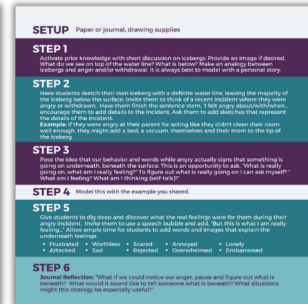 SETUP Paper or journal, drawing supplies
STEP 1
Activate prior knowledge with short discussion on icebergs. Provide an image if desired.
What do we see on top of the water line? What is below? Make an analogy between
icebergs and anger and/or withdrawal. It is always best to model with a personal story.
STEP 2
Have students sketch their own iceberg with a definite water line, leaving the majority of
the iceberg below the surface. Invite them to think of a recent incident where they were
angry or withdrawn. Have them finish the sentence stem, "I felt angry about/with/when...
encourage them to add details to the incident. Ask them to add sketches that represent
the details of the incident.
Example: if they were angry at their parent for acting like they didn't clean their room
well enough, they might add a bed, a vacuum, themselves and their mom to the tip of
the iceberg.
STEP 3
Pose the idea that our behavior and words while angry actually signs that something is
going on underneath, beneath the surface. This is an opportunity to ask, "What is really
going on, what am I really feeling?" To figure out what is really going on I can ask myself "
What am I feeling? What am I thinking (self-talk)?"
STEP 4 Model this with the example you shared.
STEP 5
Give students to dig deep and discover what the real feelings were for them during their
angry incident. Invite them to use a speech bubble and add, "But this is what I am really
feeling..." Allow ample time for students to add words and images that explain the
underneath feelings.
• Frustrated • Worthless • Scared • Annoyed • Lonely
• Attacked • Sad • Rejected • Overwhelmed • Embarrassed
STEP 6
Journal Reflection: "What if we could notice our anger, pause and figure out what is
beneath? What would it sound like to tell someone what is beneath? What situations
might this strategy be especially useful?"